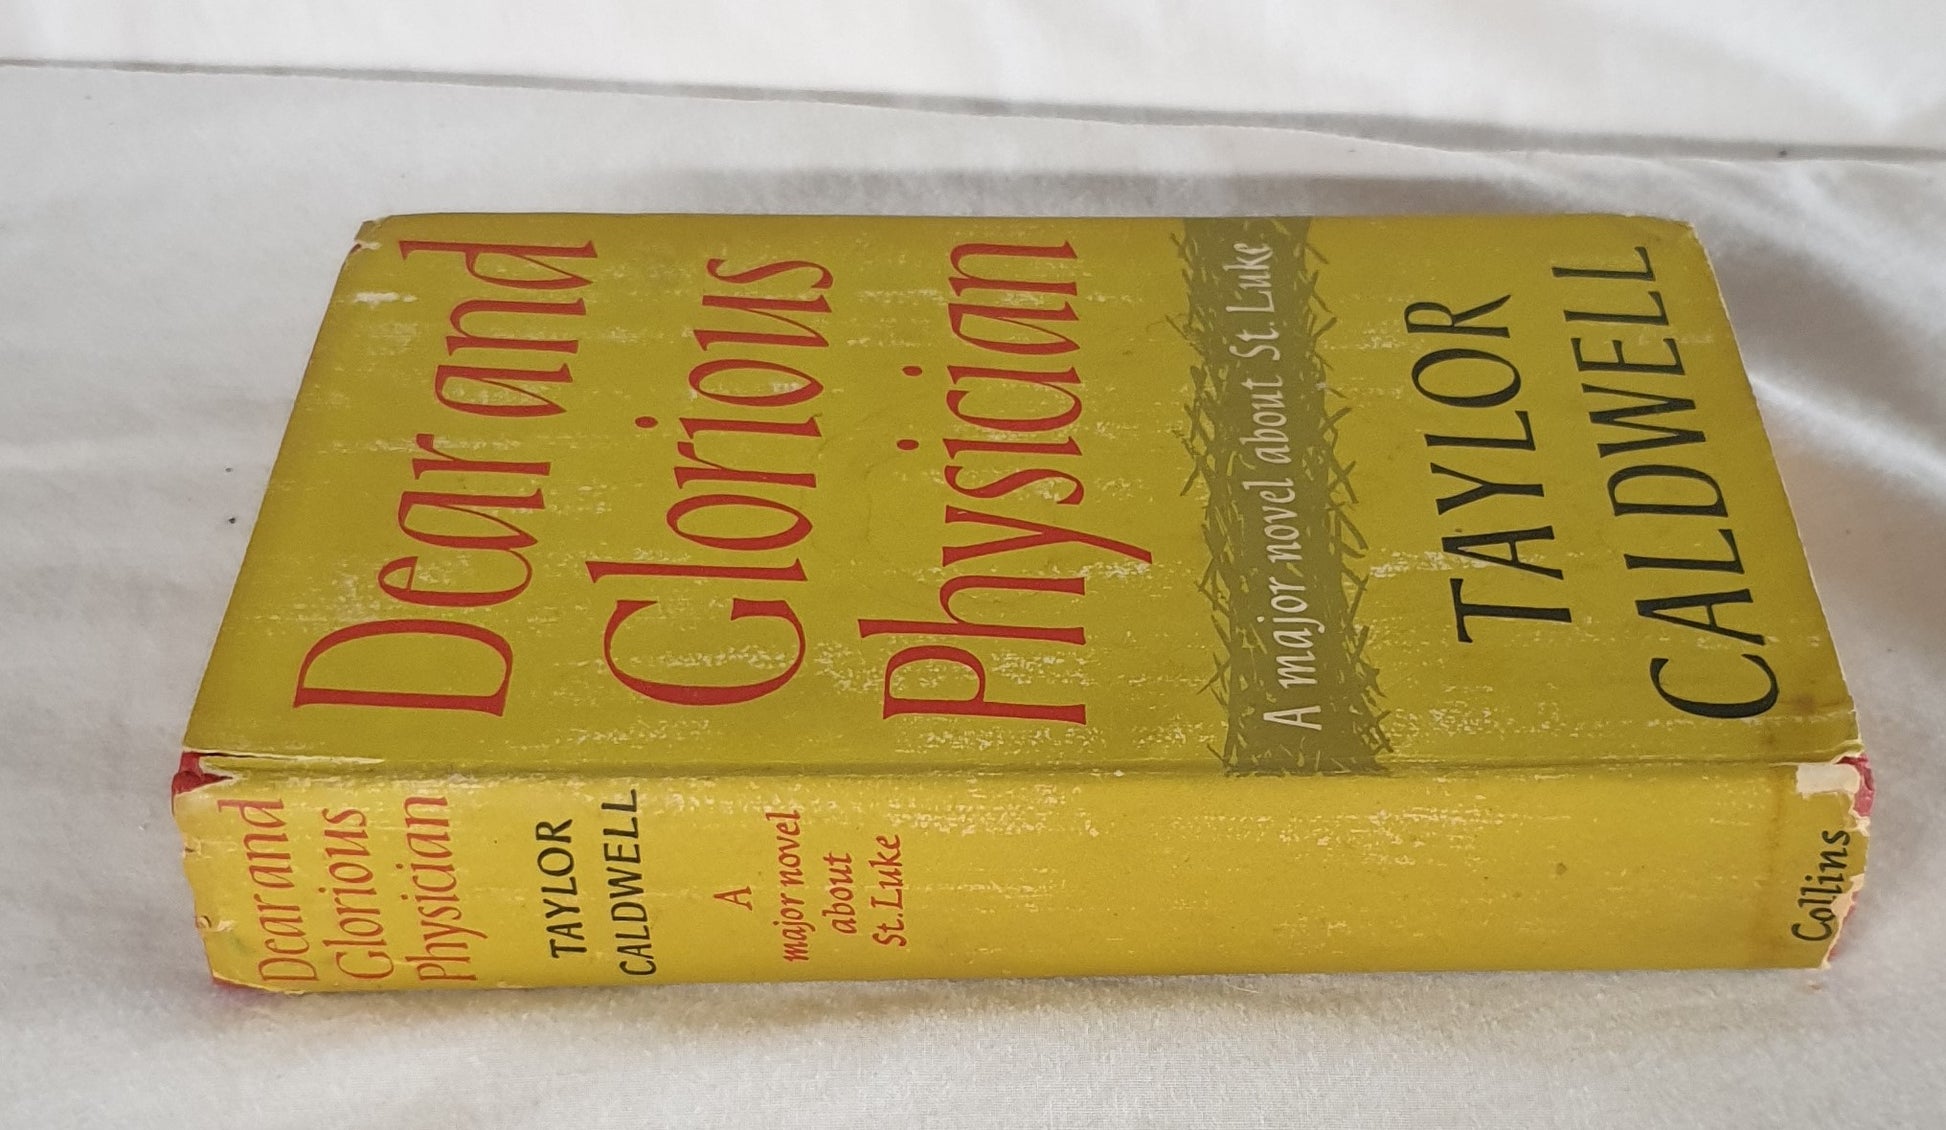 Dear and
Glorious
Physician
A major novel about St. Luke
TAYLOR
CALDWELL
Dear and
Glorious
Physician
TAYLOR
CALDWELL
A
major novel
about
St. Luke
Collins